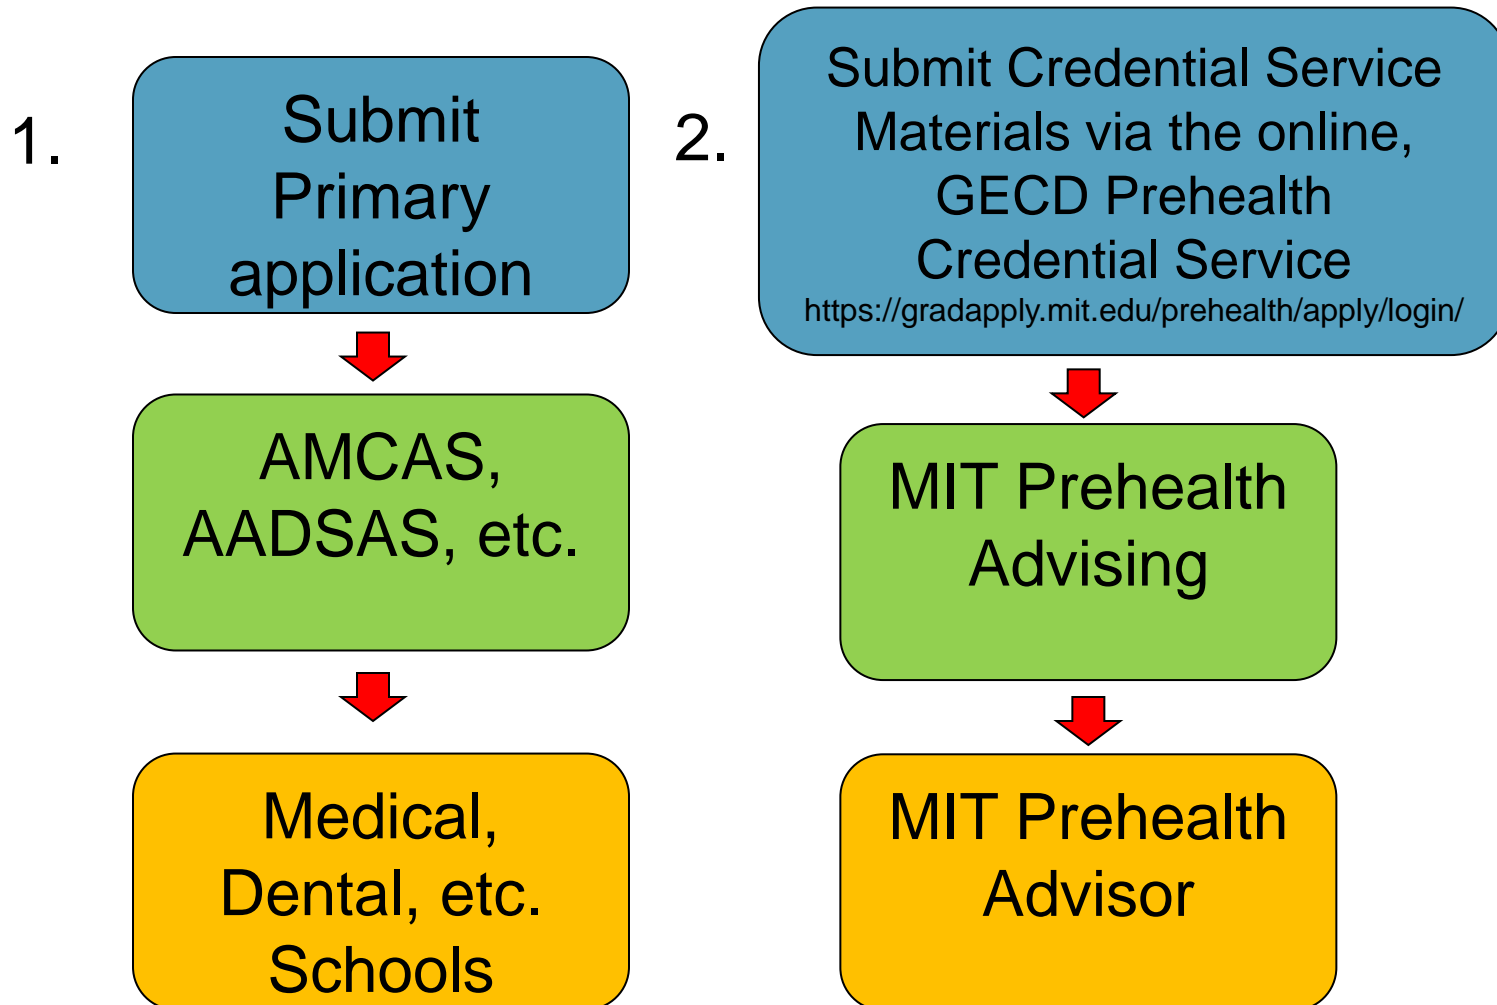 1.
Submit
Primary
application
AMCAS,
AADSAS, etc.
Medical,
Dental, etc.
Schools
2.
Submit Credential Service
Materials via the online,
GECD Prehealth
Credential Service
https://gradapply.mit.edu/prehealth/apply/login/
MIT Prehealth
Advising
MIT Prehealth
Advisor